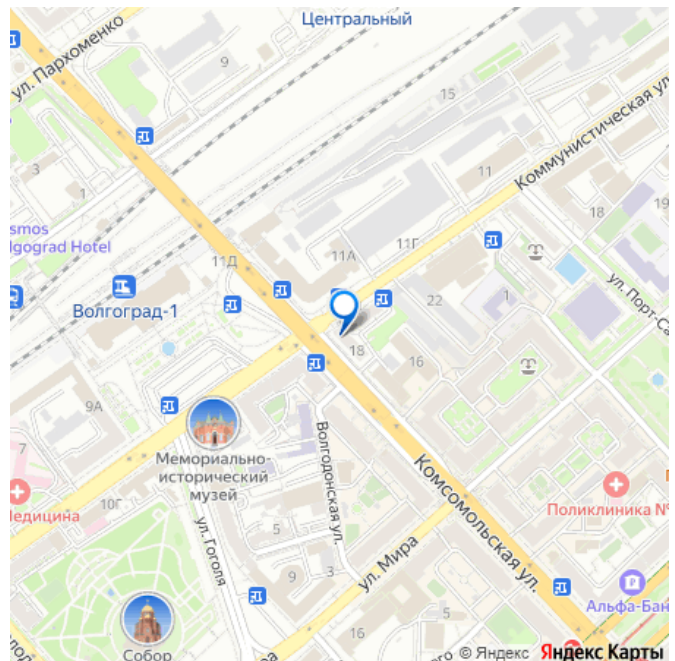 Центральный
ул. Пархоменко
9
15
Коммунистическая ул
3
1
11
18
19
smos
lgograd Hotel
11А
11Г
11Д
Волгоград-1
22
1
ул. Порт-Са
18
16
9А
7
Мемориально-
исторический
музей
Волгодонская ул.
Комсомольская ул.
Медицина
10Г
Поликлиника №
ул. Гоголя
5
ул. Мира
9
3
Альфа-Бан
Собор
© Яндекс Яндекс Карты